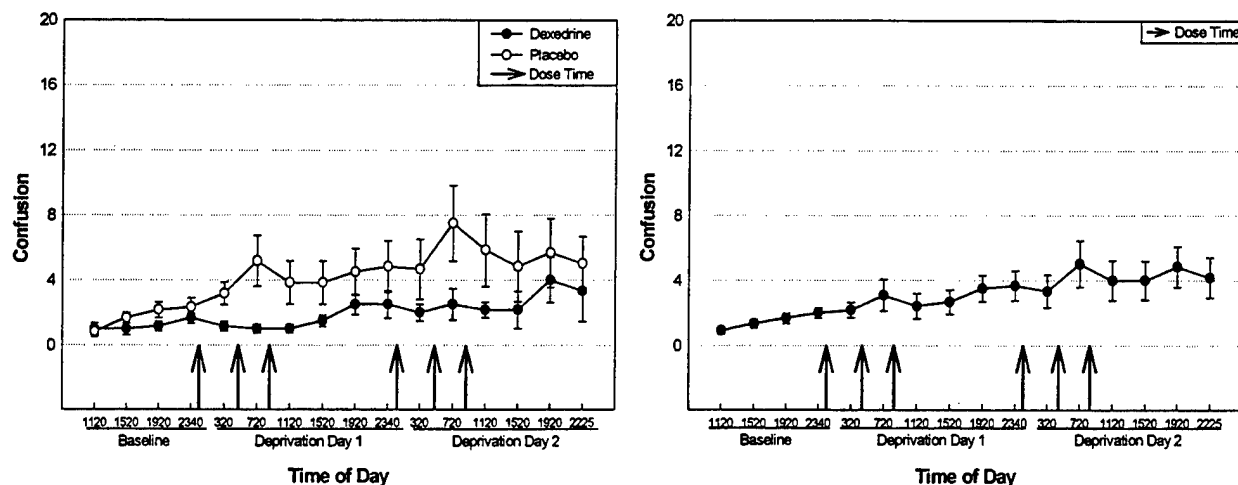 20
16
12
8
4
0
Confusion
Dexedrine
Placebo
Dose Time
1120 1520 1920 2340 320 720 1120 1520 1920 2340 320 720 1120 1520 1920 2225
Baseline Deprivation Day 1 Deprivation Day 2
Time of Day
20
16
12
8
4
0
Confusion
Dose Time
1120 1520 1920 2340 320 720 1120 1520 1920 2340 320 720 1120 1520 1920 2225
Baseline Deprivation Day 1 Deprivation Day 2
Time of Day